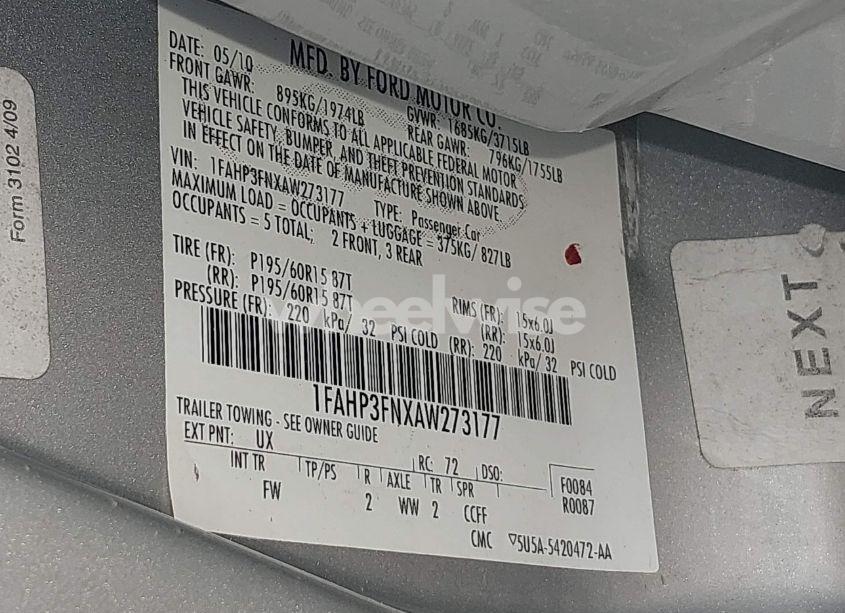 Form 3102 4/09
DATE: 05/10 MFD. BY FORD MOTOR CO.
FRONT GAWR: GVWR: 1685KG/3715LB
895KG/1974LB REAR GAWR: 796KG/1755LB
THIS VEHICLE CONFORMS TO ALL APPLICABLE FEDERAL MOTOR
VEHICLE SAFETY, BUMPER, AND THEFT PREVENTION STANDARDS
IN EFFECT ON THE DATE OF MANUFACTURE SHOWN ABOVE.
VIN: 1FAHP3FNXAW273177
TYPE: Passenger Car
MAXIMUM LOAD = OCCUPANTS + LUGGAGE = 375KG/ 827LB
OCCUPANTS = 5 TOTAL; 2 FRONT, 3 REAR
TIRE (FR): P195/60R15 87T RIMS (FR): 15x6.0J
(RR): P195/60R15 87T (RR): 15x6.0J
PRESSURE (FR): 220 kPa/ 32 PSI COLD (RR): 220 kPa/ 32 PSI COLD
1FAHP3FNXAW273177
TRAILER TOWING - SEE OWNER GUIDE
EXT PNT: UX RC: 72 DSO:
INT TR TP/PS R AXLE TR SPR F0084
FW 2 WW 2 CCFF R0087
CMC 5U5A-5420472-AA
NEXT
wheelwise